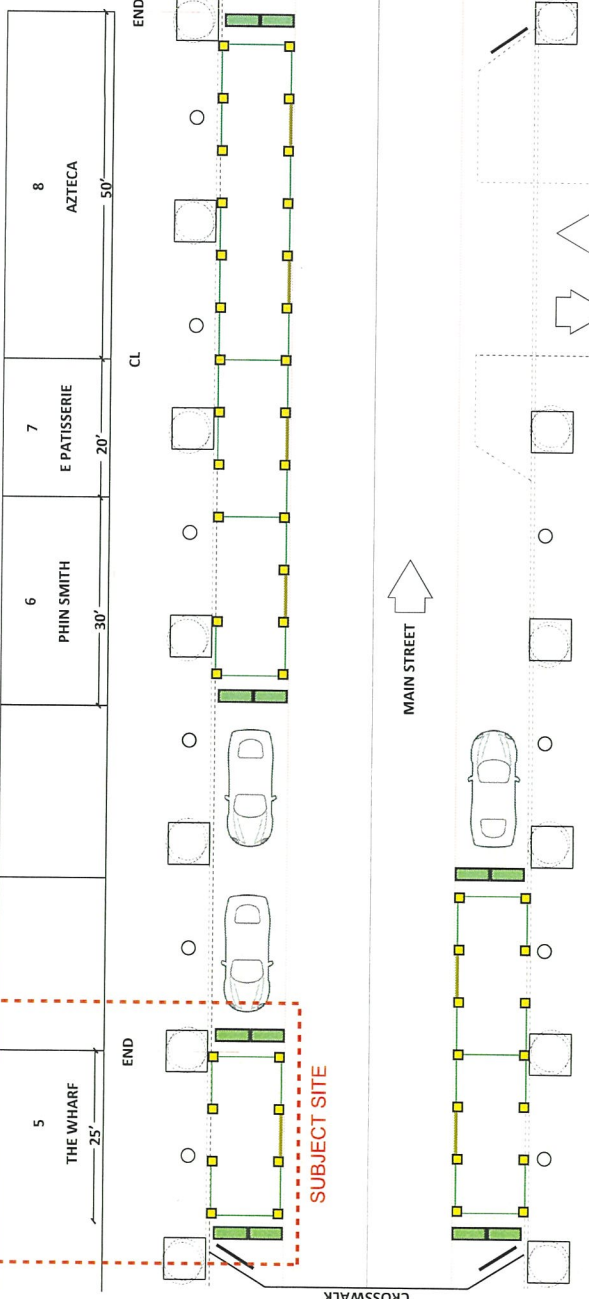 END
8
AZTECA
50'
CL
7
E PATISSERIE
20'
6
PHIN SMITH
30'
MAIN STREET
END
5
THE WHARF
25'
SUBJECT SITE
CROSSWALK